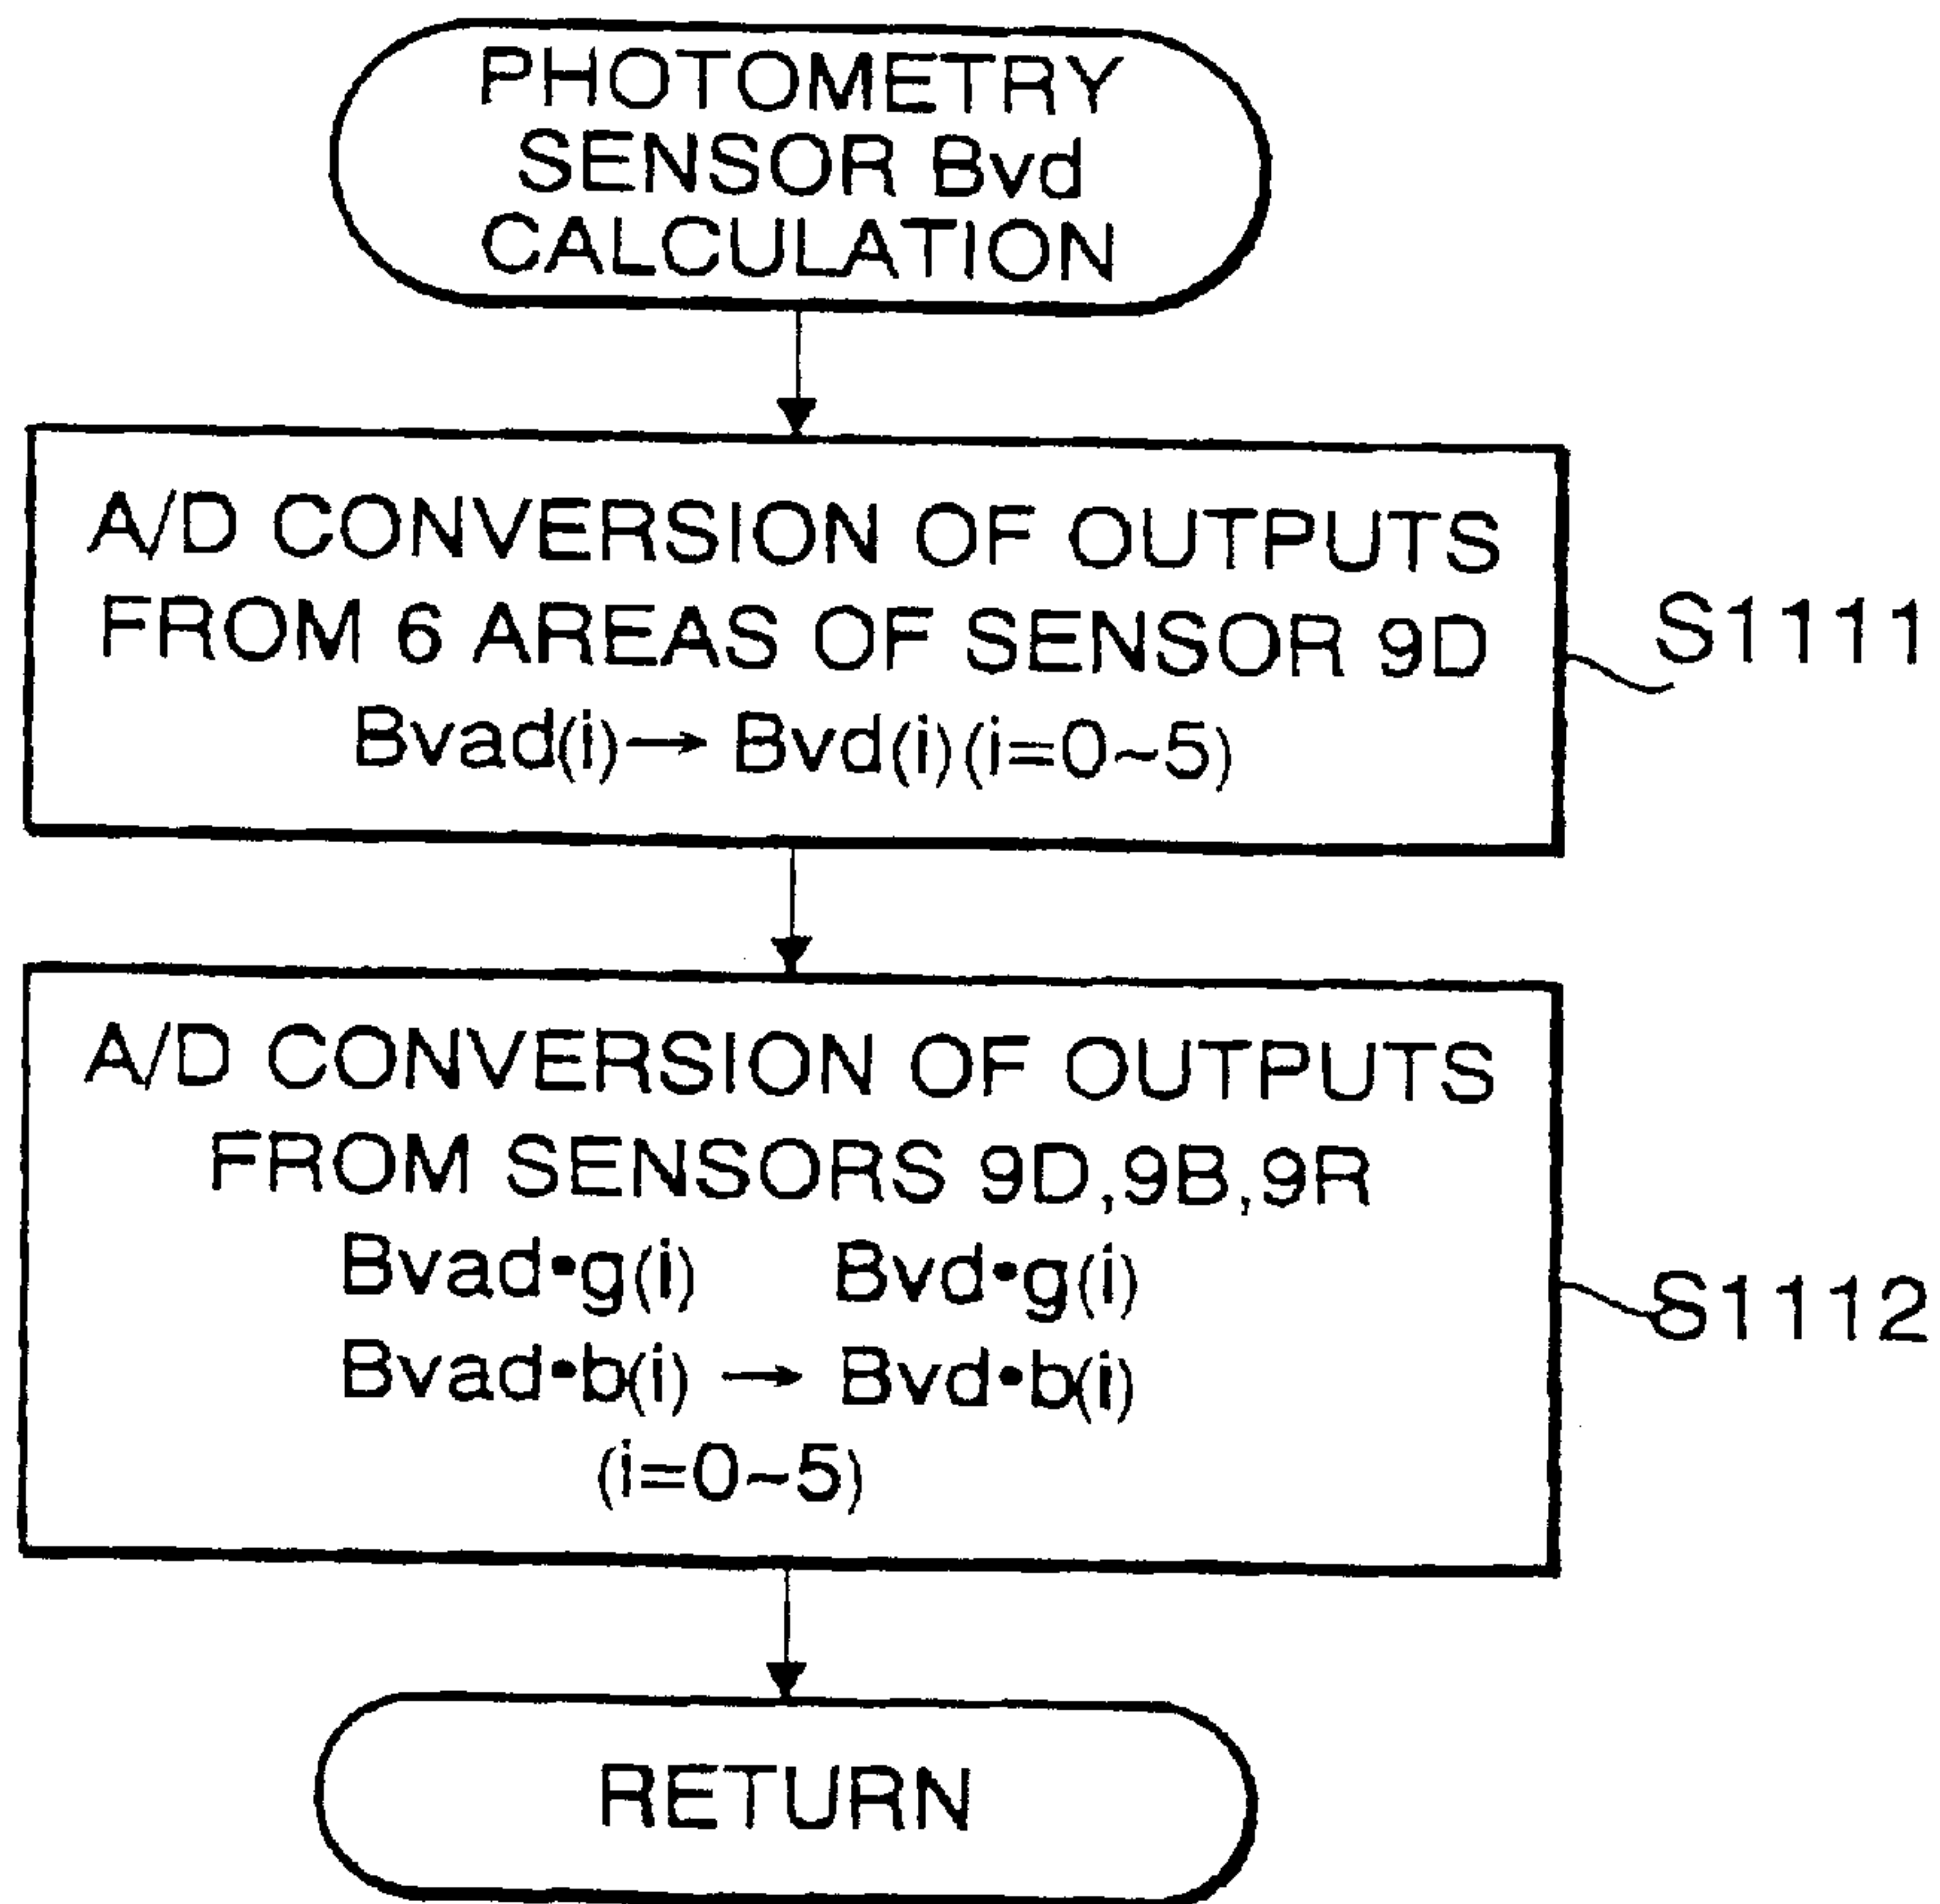 PHOTOMETRY
SENSOR Bvd
CALCULATION
A/D CONVERSION OF OUTPUTS
FROM 6 AREAS OF SENSOR 9D
Bvad(i)→ Bvd(i)(i=0~5)
S1111
A/D CONVERSION OF OUTPUTS
FROM SENSORS 9D,9B,9R
Bvad•g(i) Bvd•g(i)
Bvad•b(i) → Bvd•b(i)
(i=0~5)
S1112
RETURN